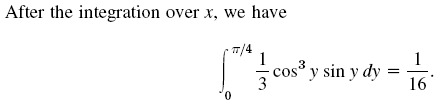 After the integration over x, we have
∫₀^{π/4} 1/3 cos³ y sin y dy = 1/16.